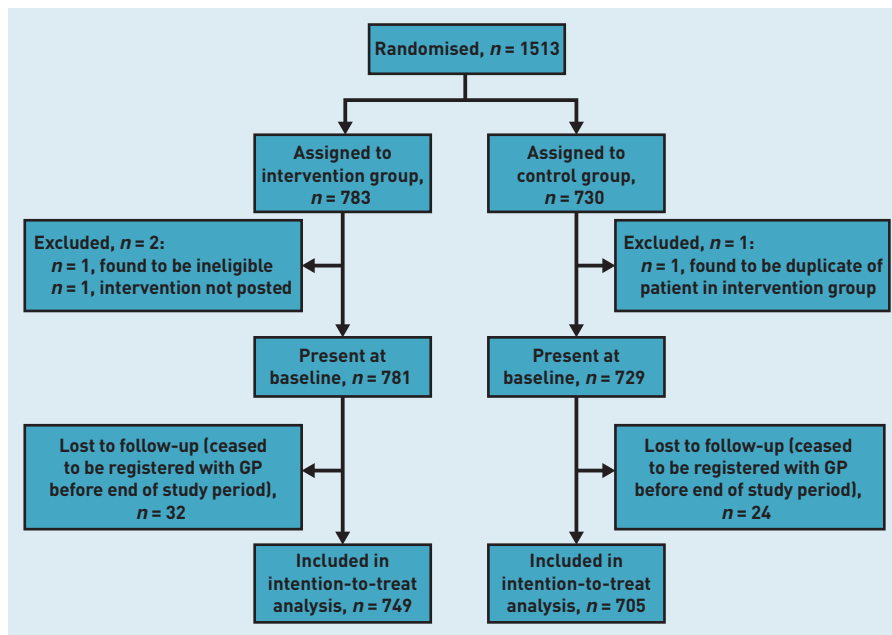 Randomised, n = 1513
Assigned to
intervention group,
n = 783
Assigned to
control group,
n = 730
Excluded, n = 2:
n = 1, found to be ineligible
n = 1, intervention not posted
Excluded, n = 1:
n = 1, found to be duplicate of
patient in intervention group
Present at
baseline, n = 781
Present at
baseline, n = 729
Lost to follow-up (ceased
to be registered with GP
before end of study period),
n = 32
Lost to follow-up (ceased
to be registered with GP
before end of study period),
n = 24
Included in
intention-to-treat
analysis, n = 749
Included in
intention-to-treat
analysis, n = 705